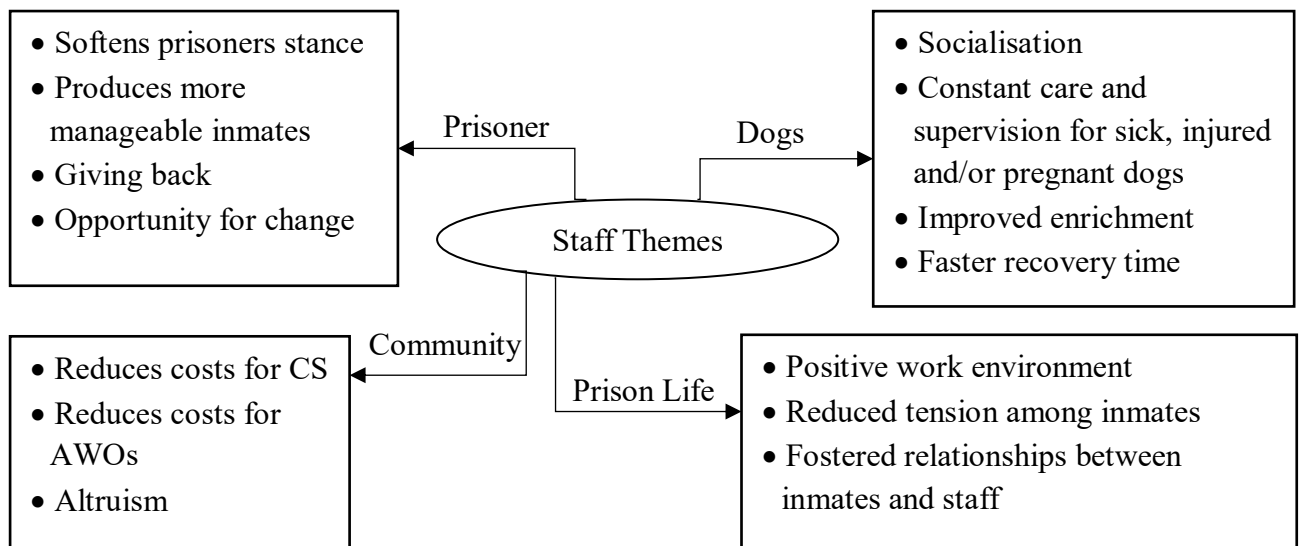 • Softens prisoners stance
• Produces more
manageable inmates
• Giving back
• Opportunity for change
Prisoner
Dogs
• Socialisation
• Constant care and
supervision for sick, injured
and/or pregnant dogs
• Improved enrichment
• Faster recovery time
Staff Themes
Community
• Reduces costs for CS
• Reduces costs for
AWOs
• Altruism
Prison Life
• Positive work environment
• Reduced tension among inmates
• Fostered relationships between
inmates and staff